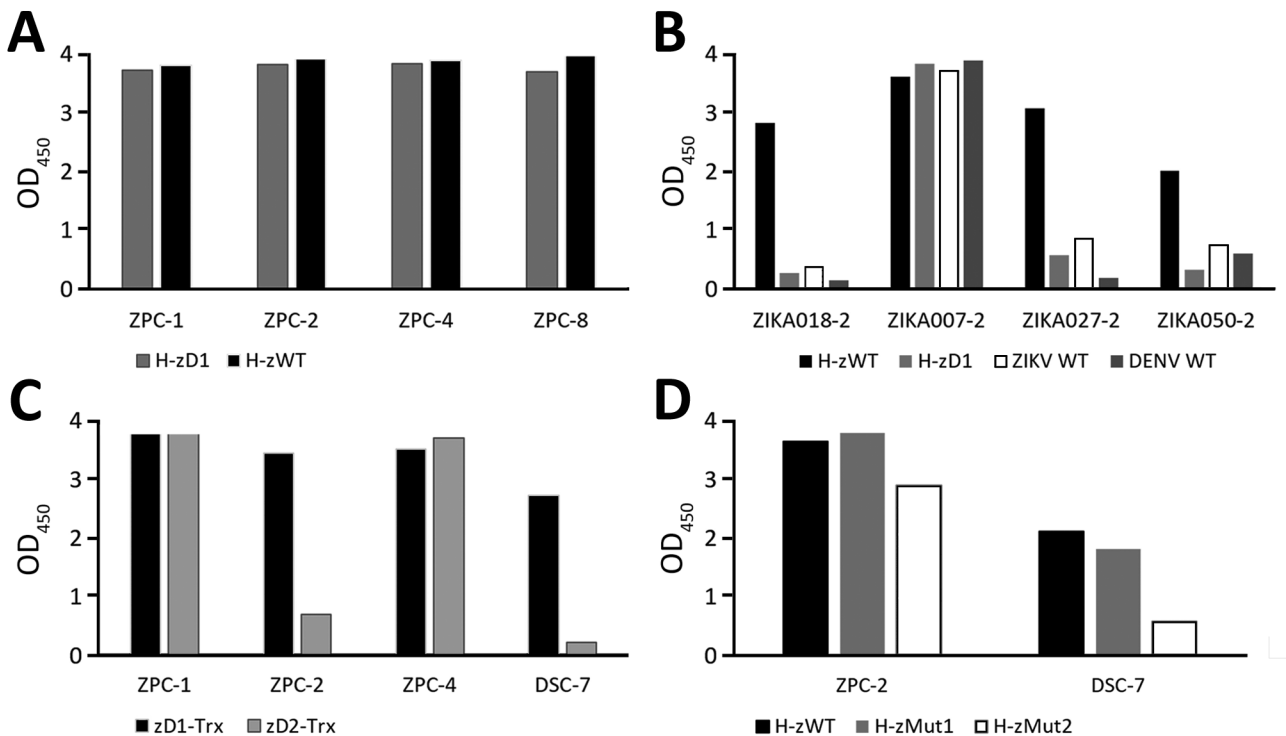 A
OD450
4
3
2
1
0
ZPC-1 ZPC-2 ZPC-4 ZPC-8
H-zD1 H-zWT
B
OD450
4
3
2
1
0
ZIKA018-2 ZIKA007-2 ZIKA027-2 ZIKA050-2
H-zWT H-zD1 ZIKV WT DENV WT
C
OD450
4
3
2
1
0
ZPC-1 ZPC-2 ZPC-4 DSC-7
zD1-Trx zD2-Trx
D
OD450
4
3
2
1
0
ZPC-2 DSC-7
H-zWT H-zMut1 H-zMut2